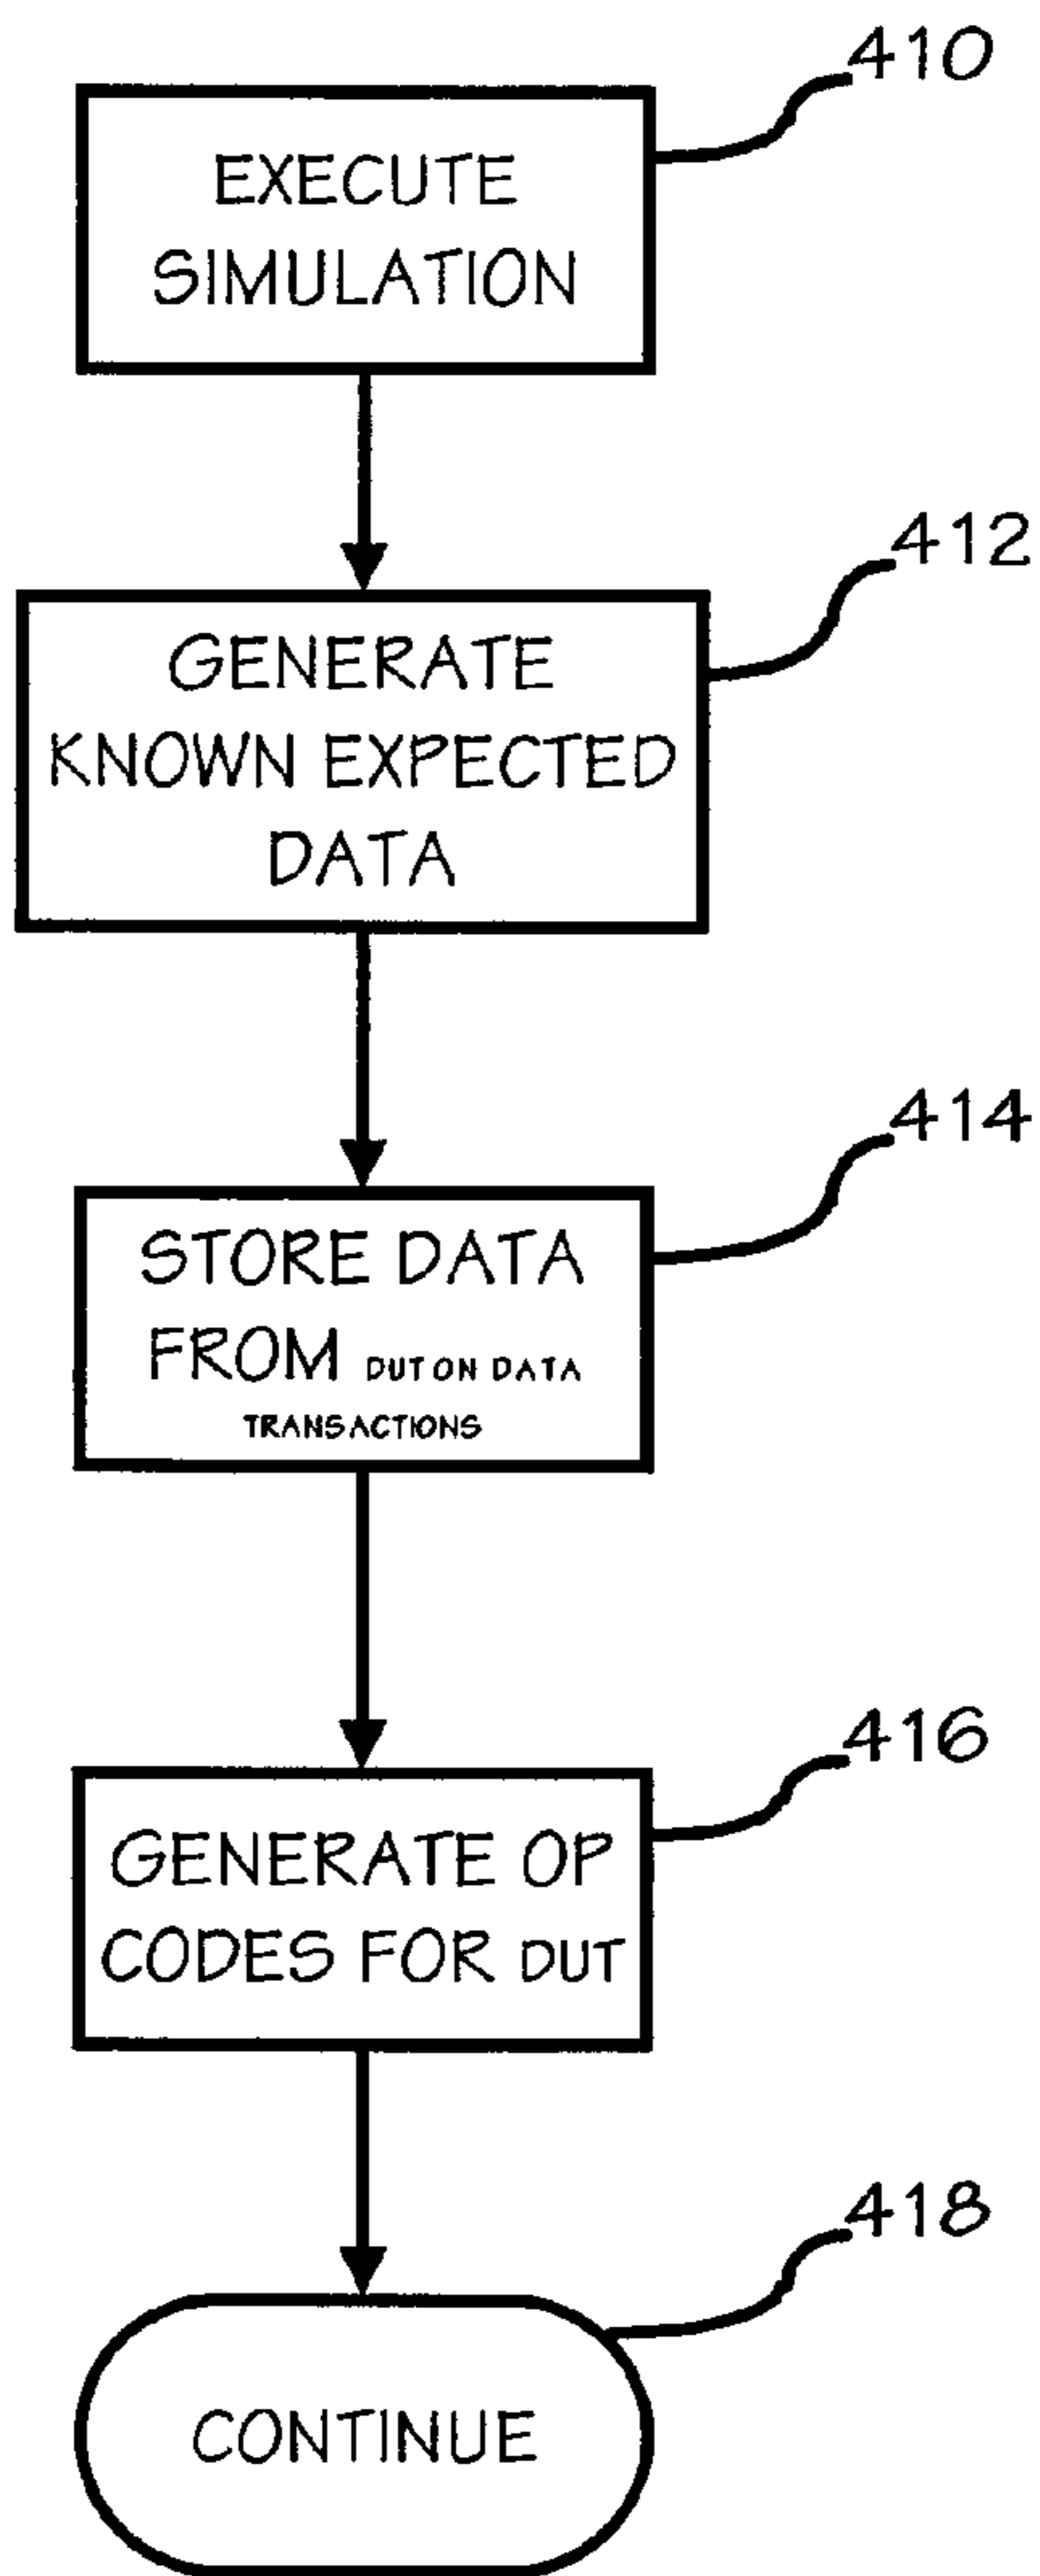 410
EXECUTE
SIMULATION
412
GENERATE
KNOWN EXPECTED
DATA
414
STORE DATA
FROM DUT ON DATA
TRANSACTIONS
416
GENERATE OP
CODES FOR DUT
418
CONTINUE